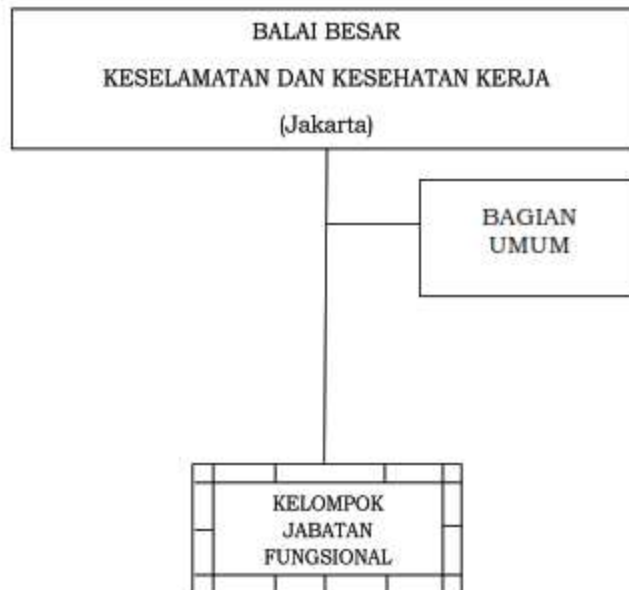 BALAI BESAR
KESELAMATAN DAN KESEHATAN KERJA
(Jakarta)
BAGIAN
UMUM
KELOMPOK
JABATAN
FUNGSIONAL